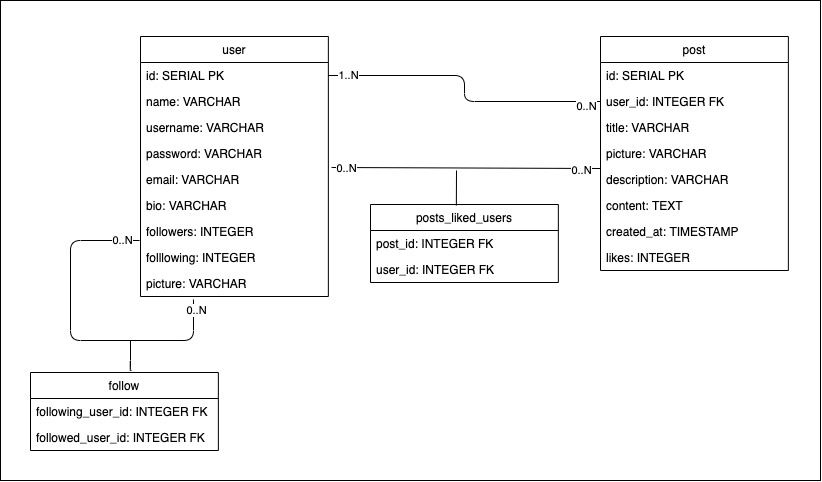 user
id: SERIAL PK
name: VARCHAR
username: VARCHAR
password: VARCHAR
email: VARCHAR
bio: VARCHAR
followers: INTEGER
folllowing: INTEGER
picture: VARCHAR
post
id: SERIAL PK
user_id: INTEGER FK
title: VARCHAR
picture: VARCHAR
description: VARCHAR
content: TEXT
created_at: TIMESTAMP
likes: INTEGER
1..N
0..N
0..N
0..N
posts_liked_users
post_id: INTEGER FK
user_id: INTEGER FK
0..N
0..N
follow
following_user_id: INTEGER FK
followed_user_id: INTEGER FK